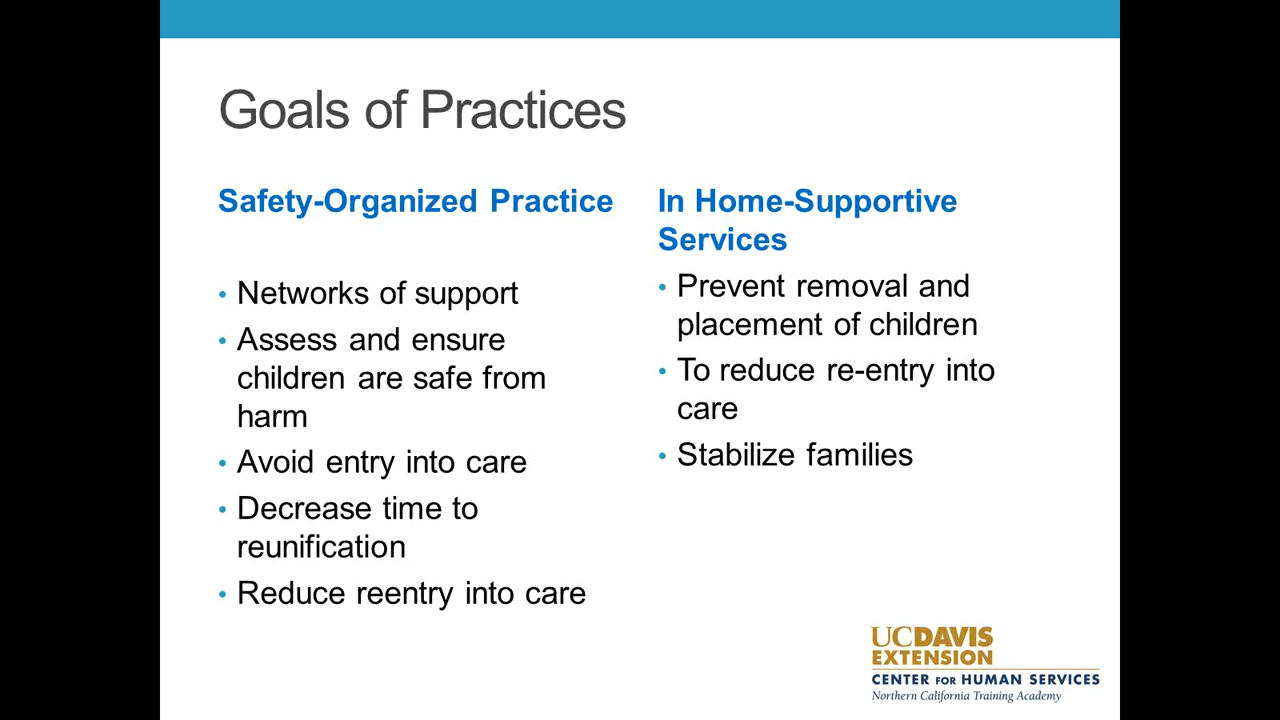 Goals of Practices
Safety-Organized Practice
• Networks of support
• Assess and ensure
children are safe from
harm
• Avoid entry into care
• Decrease time to
reunification
• Reduce reentry into care
In Home-Supportive
Services
• Prevent removal and
placement of children
• To reduce re-entry into
care
• Stabilize families
UCDAVIS
EXTENSION
CENTER FOR HUMAN SERVICES
Northern California Training Academy